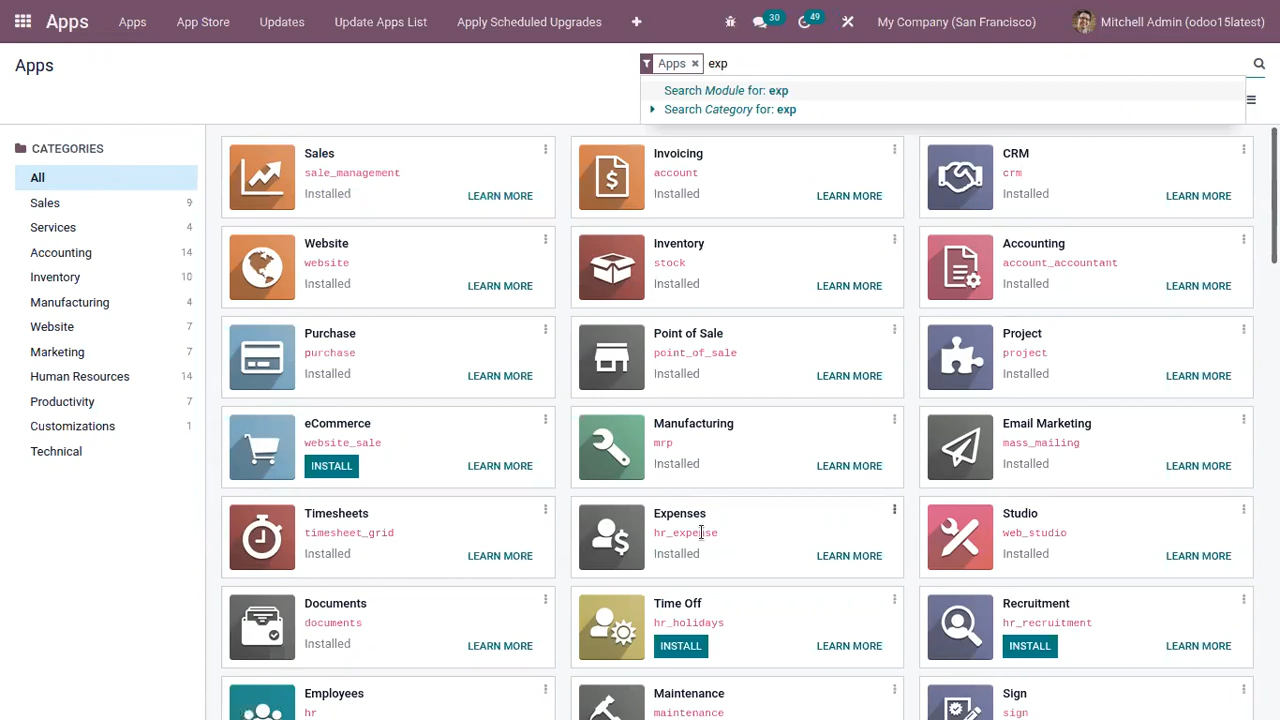 Apps Apps App Store Updates Update Apps List Apply Scheduled Upgrades 30 49 My Company (San Francisco) Mitchell Admin (odoo15latest)
Apps
Apps × exp
Search Module for: exp
Search Category for: exp
CATEGORIES
All
Sales 9
Services 4
Accounting 14
Inventory 10
Manufacturing 4
Website 7
Marketing 7
Human Resources 14
Productivity 7
Customizations 1
Technical
Sales
sale_management
Installed LEARN MORE
Invoicing
account
Installed LEARN MORE
CRM
crm
Installed LEARN MORE
Website
website
Installed LEARN MORE
Inventory
stock
Installed LEARN MORE
Accounting
account_accountant
Installed LEARN MORE
Purchase
purchase
Installed LEARN MORE
Point of Sale
point_of_sale
Installed LEARN MORE
Project
project
Installed LEARN MORE
eCommerce
website_sale
INSTALL LEARN MORE
Manufacturing
mrp
Installed LEARN MORE
Email Marketing
mass_mailing
Installed LEARN MORE
Timesheets
timesheet_grid
Installed LEARN MORE
Expenses
hr_expense
Installed LEARN MORE
Studio
web_studio
Installed LEARN MORE
Documents
documents
Installed LEARN MORE
Time Off
hr_holidays
INSTALL LEARN MORE
Recruitment
hr_recruitment
INSTALL LEARN MORE
Employees
hr
Maintenance
maintenance
Sign
sign